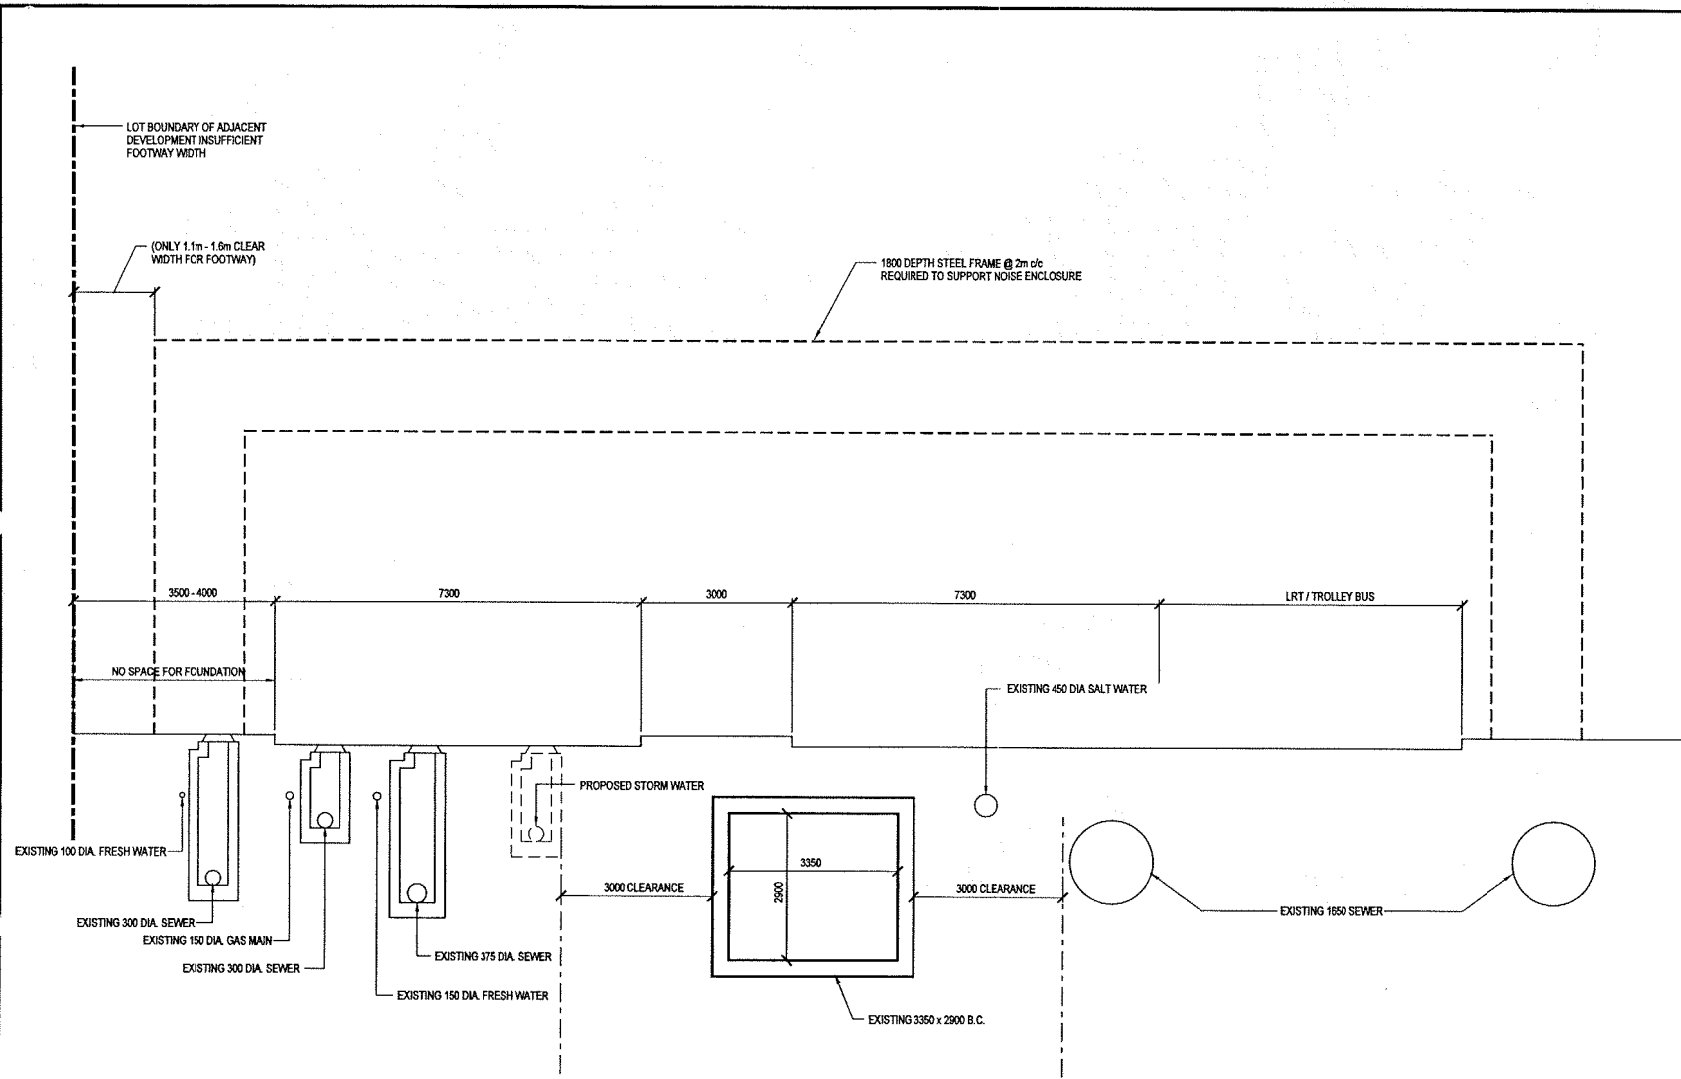 LOT BOUNDARY OF ADJACENT
DEVELOPMENT INSUFFICIENT
FOOTWAY WIDTH
(ONLY 1.1m - 1.6m CLEAR
WIDTH FOR FOOTWAY)
1800 DEPTH STEEL FRAME @ 2m c/c
REQUIRED TO SUPPORT NOISE ENCLOSURE
3500 - 4000
7300
3000
7300
LRT / TROLLEY BUS
NO SPACE FOR FOUNDATION
EXISTING 450 DIA SALT WATER
PROPOSED STORM WATER
EXISTING 100 DIA. FRESH WATER
3350
2900
3000 CLEARANCE
3000 CLEARANCE
EXISTING 1650 SEWER
EXISTING 300 DIA. SEWER
EXISTING 150 DIA. GAS MAIN
EXISTING 300 DIA. SEWER
EXISTING 375 DIA. SEWER
EXISTING 150 DIA. FRESH WATER
EXISTING 3350 x 2900 B.C.